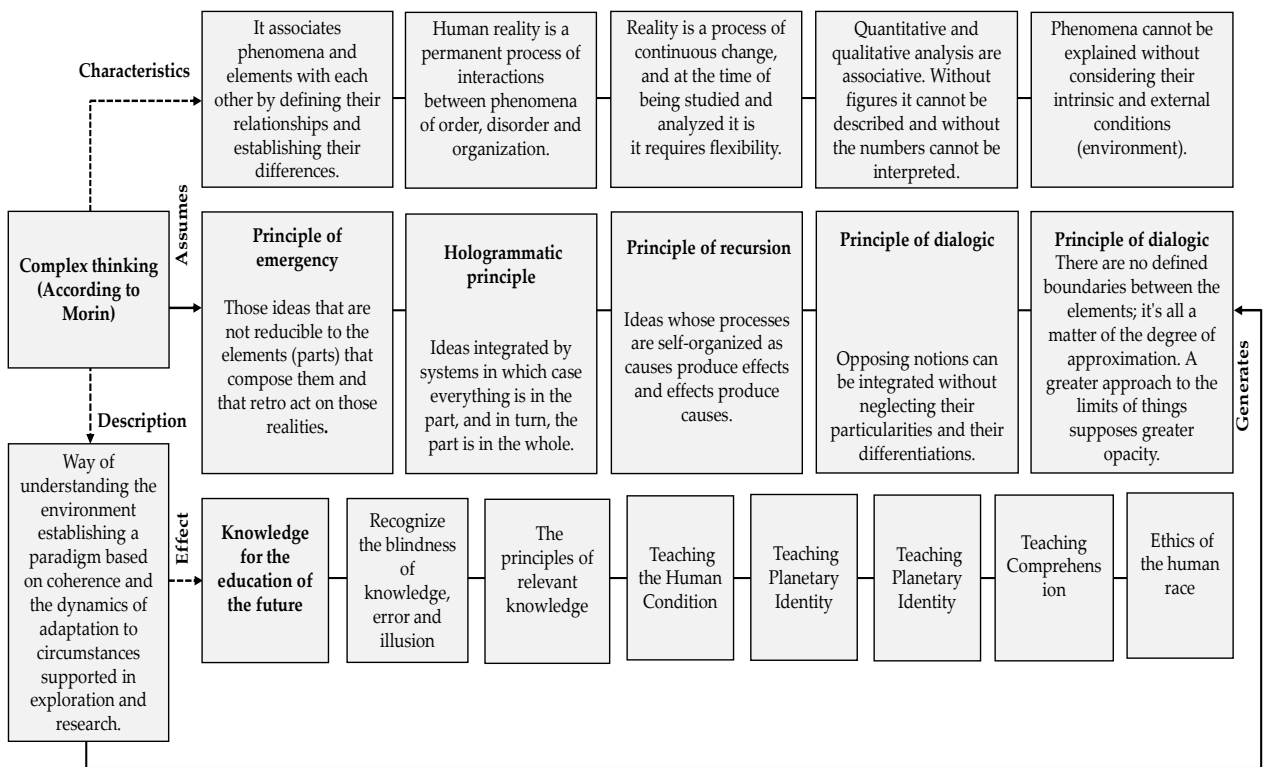 Characteristics
It associates
phenomena and
elements with each
other by defining their
relationships and
establishing their
differences.
Human reality is a
permanent process of
interactions
between phenomena
of order, disorder and
organization.
Reality is a process of
continuous change,
and at the time of
being studied and
analyzed it is
it requires flexibility.
Quantitative and
qualitative analysis are
associative. Without
figures it cannot be
described and without
the numbers cannot be
interpreted.
Phenomena cannot be
explained without
considering their
intrinsic and external
conditions
(environment).
Complex thinking
(According to
Morin)
Assumes
Principle of
emergency
Those ideas that are
not reducible to the
elements (parts) that
compose them and
that retro act on those
realities.
Hologrammatic
principle
Ideas integrated by
systems in which case
everything is in the
part, and in turn, the
part is in the whole.
Principle of recursion
Ideas whose processes
are self-organized as
causes produce effects
and effects produce
causes.
Principle of dialogic
Opposing notions can
be integrated without
neglecting their
particularities and their
differentiations.
Principle of dialogic
There are no defined
boundaries between the
elements; it's all a
matter of the degree of
approximation. A
greater approach to the
limits of things
supposes greater
opacity.
Generates
Description
Way of
understanding the
environment
establishing a
paradigm based
on coherence and
the dynamics of
adaptation to
circumstances
supported in
exploration and
research.
Effect
Knowledge
for the
education of
the future
Recognize
the blindness
of
knowledge,
error and
illusion
The
principles of
relevant
knowledge
Teaching
the Human
Condition
Teaching
Planetary
Identity
Teaching
Planetary
Identity
Teaching
Comprehens
ion
Ethics of
the human
race